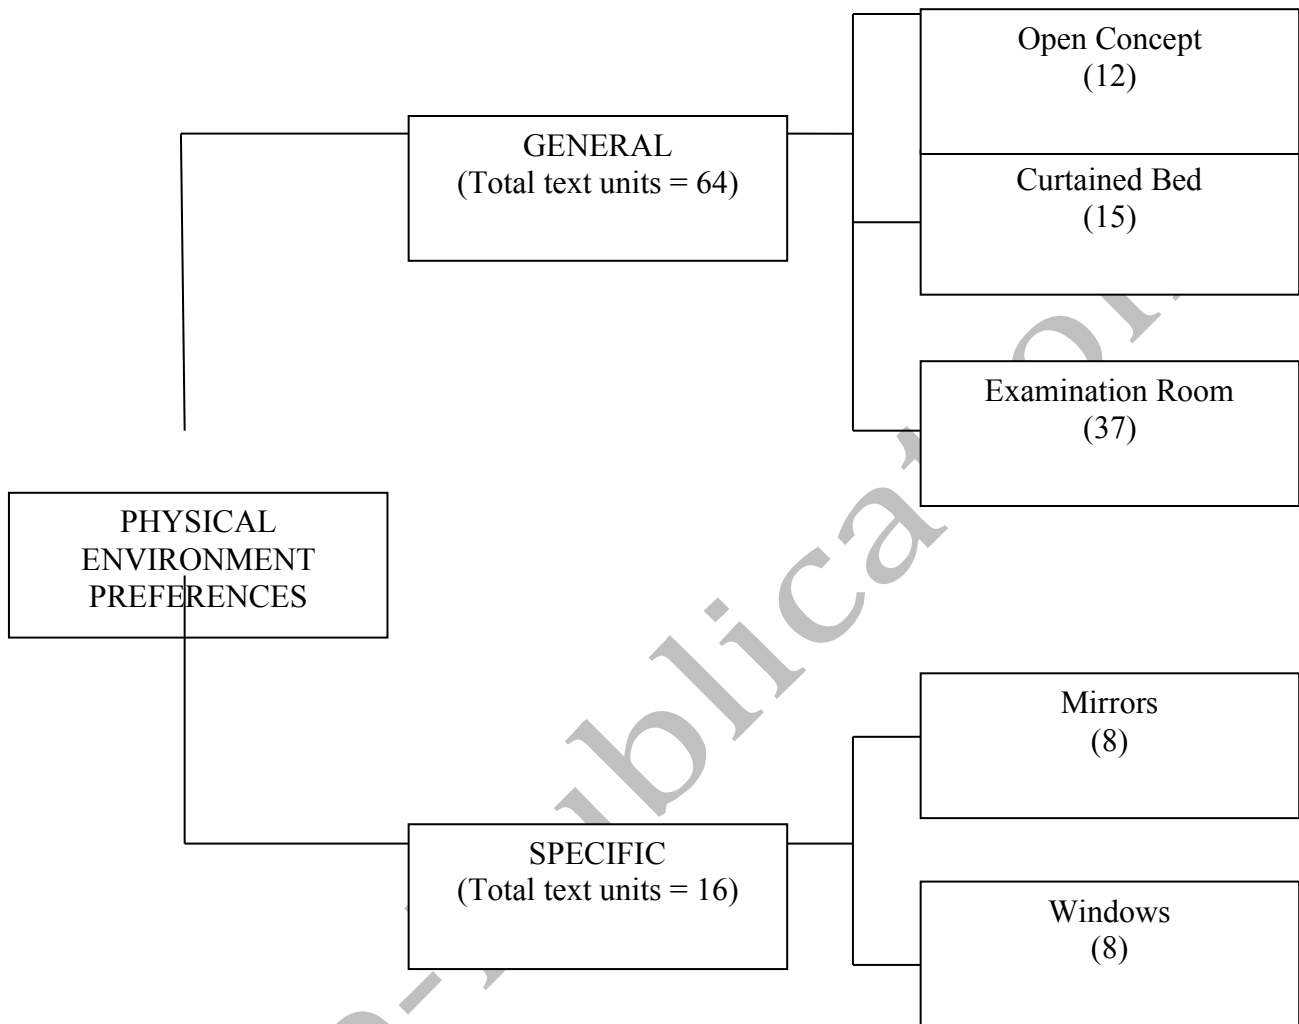 Open Concept
(12)
GENERAL
(Total text units = 64)
Curtained Bed
(15)
Examination Room
(37)
PHYSICAL
ENVIRONMENT
PREFERENCES
Mirrors
(8)
SPECIFIC
(Total text units = 16)
Windows
(8)